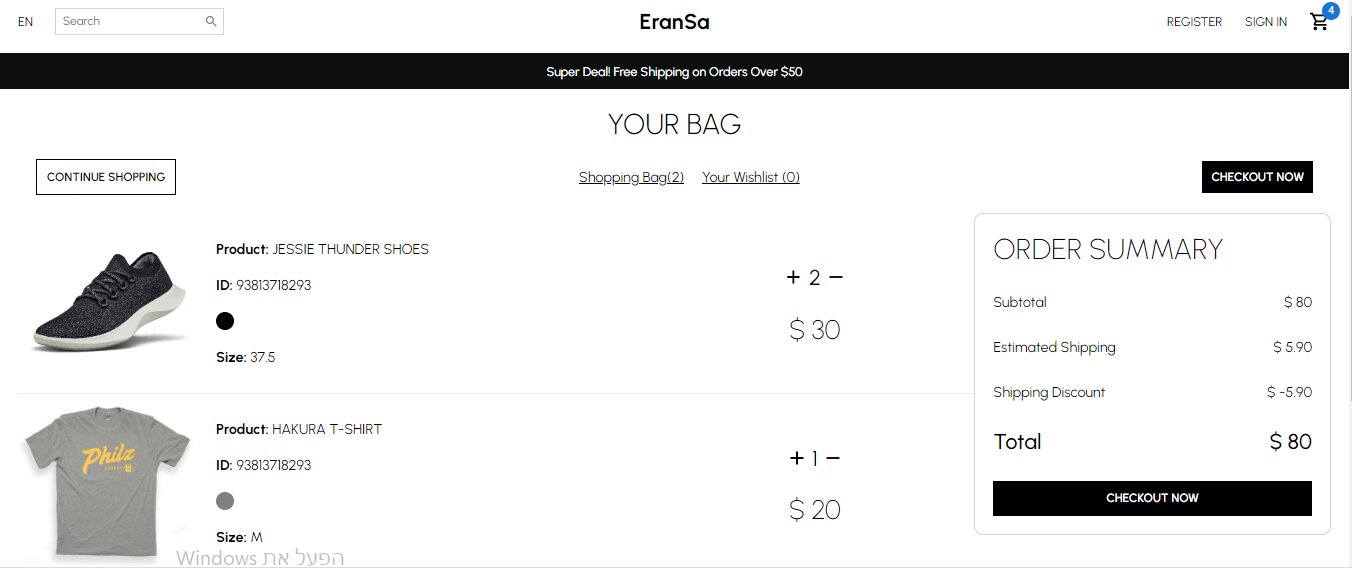 EN
Search
EranSa
REGISTER
SIGN IN
4
Super Deal! Free Shipping on Orders Over $50
YOUR BAG
CONTINUE SHOPPING
Shopping Bag(2)
Your Wishlist (0)
CHECKOUT NOW
Product: JESSIE THUNDER SHOES
ID: 93813718293
Size: 37.5
+ 2 −
$ 30
Philz
Product: HAKURA T-SHIRT
ID: 93813718293
Size: M
+ 1 −
$ 20
ORDER SUMMARY
Subtotal $ 80
Estimated Shipping $ 5.90
Shipping Discount $ -5.90
Total $ 80
CHECKOUT NOW
הפעל את Windows